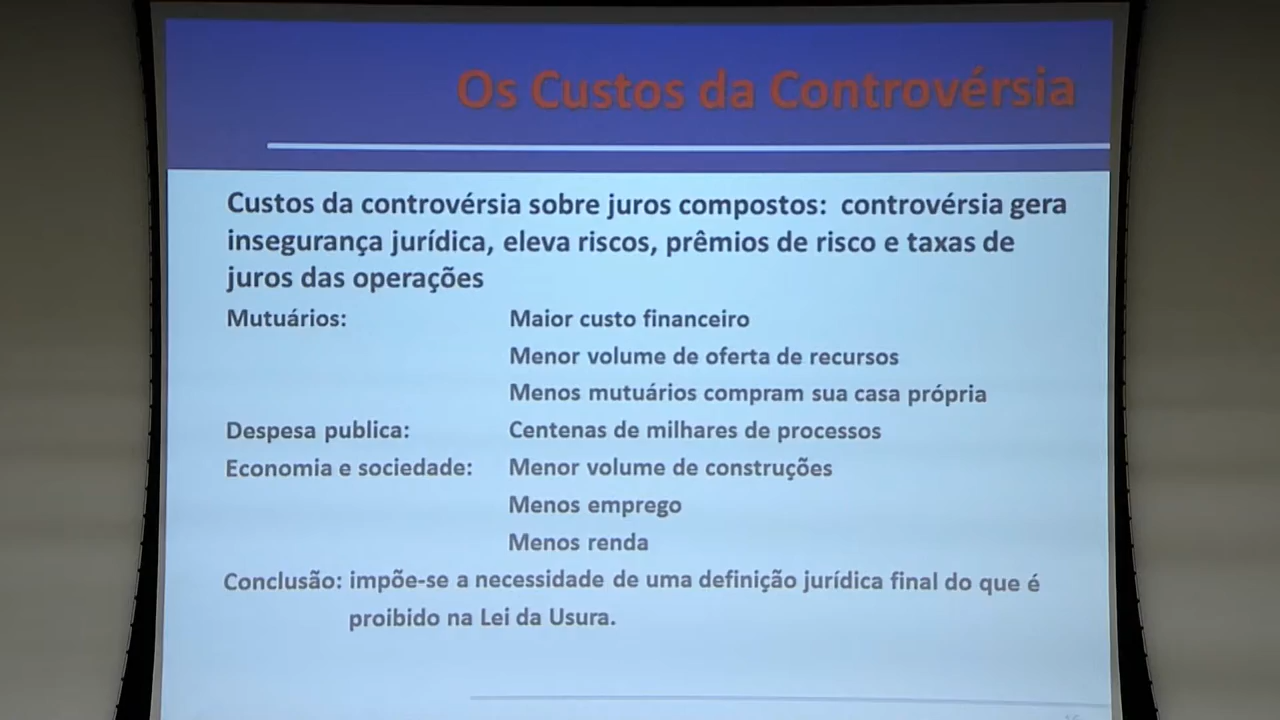 Os Custos da Controvérsia
Custos da controvérsia sobre juros compostos: controvérsia gera
insegurança jurídica, eleva riscos, prêmios de risco e taxas de
juros das operações
Mutuários: Maior custo financeiro
Menor volume de oferta de recursos
Menos mutuários compram sua casa própria
Despesa publica: Centenas de milhares de processos
Economia e sociedade: Menor volume de construções
Menos emprego
Menos renda
Conclusão: impõe-se a necessidade de uma definição jurídica final do que é
proibido na Lei da Usura.